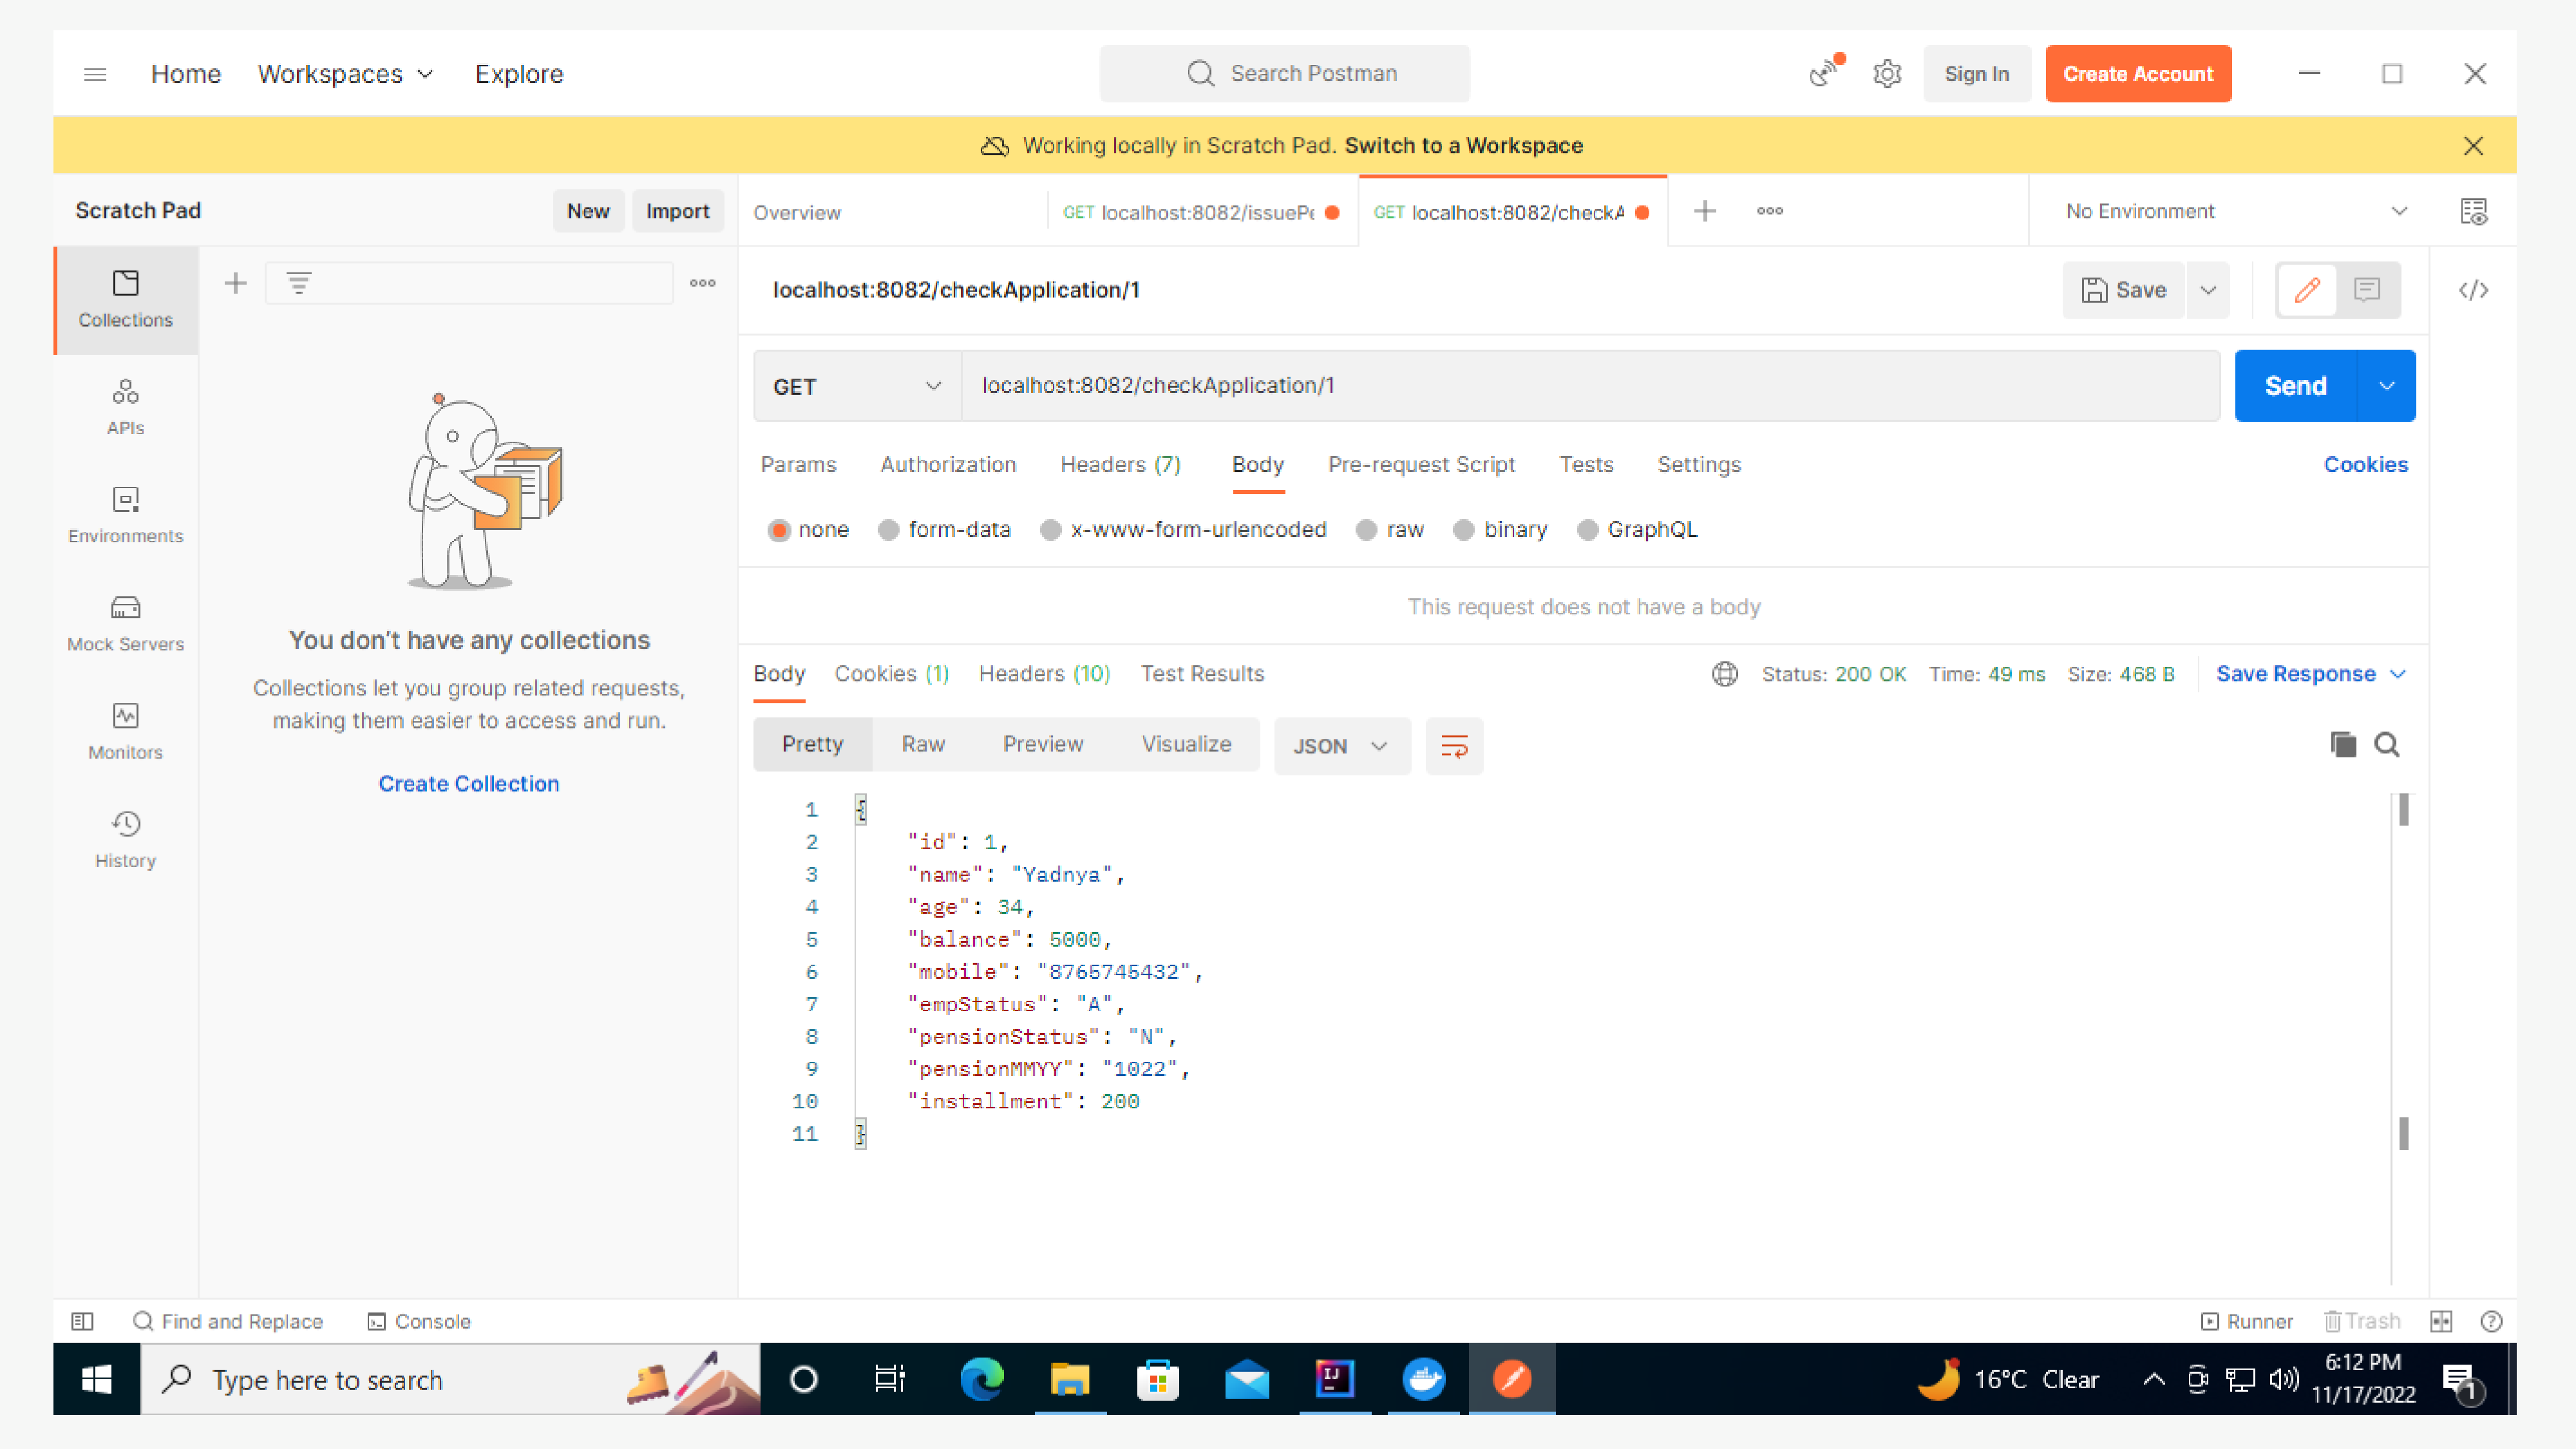 Home Workspaces Explore Search Postman Sign In Create Account
Working locally in Scratch Pad. Switch to a Workspace
Scratch Pad New Import Overview GET localhost:8082/issuePe GET localhost:8082/checkA No Environment
Collections
APIs
Environments
Mock Servers
Monitors
History
You don't have any collections
Collections let you group related requests,
making them easier to access and run.
Create Collection
localhost:8082/checkApplication/1 Save
GET localhost:8082/checkApplication/1 Send
Params Authorization Headers (7) Body Pre-request Script Tests Settings Cookies
none form-data x-www-form-urlencoded raw binary GraphQL
This request does not have a body
Body Cookies (1) Headers (10) Test Results Status: 200 OK Time: 49 ms Size: 468 B Save Response
Pretty Raw Preview Visualize JSON
1 {
2 "id": 1,
3 "name": "Yadnya",
4 "age": 34,
5 "balance": 5000,
6 "mobile": "8765745432",
7 "empStatus": "A",
8 "pensionStatus": "N",
9 "pensionMMYY": "1022",
10 "installment": 200
11 }
Find and Replace Console Runner Trash
Type here to search IJ 16°C Clear 6:12 PM
11/17/2022 1